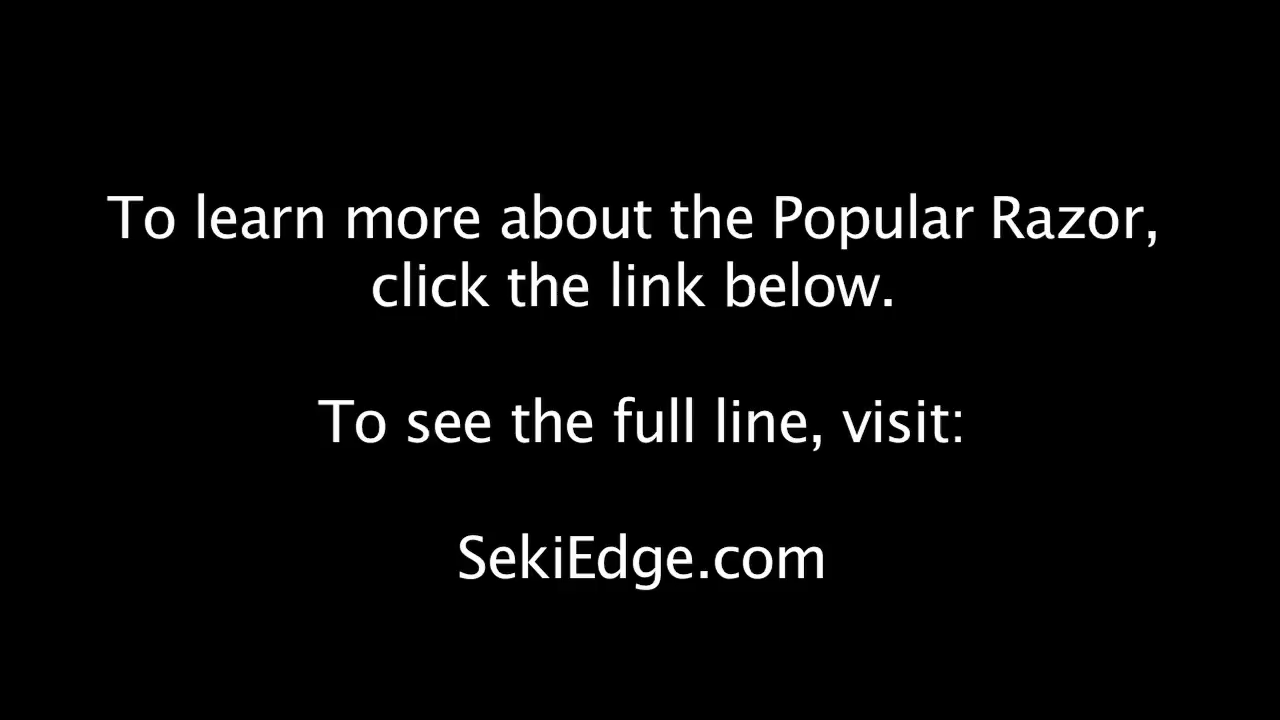 To learn more about the Popular Razor,
click the link below.
To see the full line, visit:
SekiEdge.com